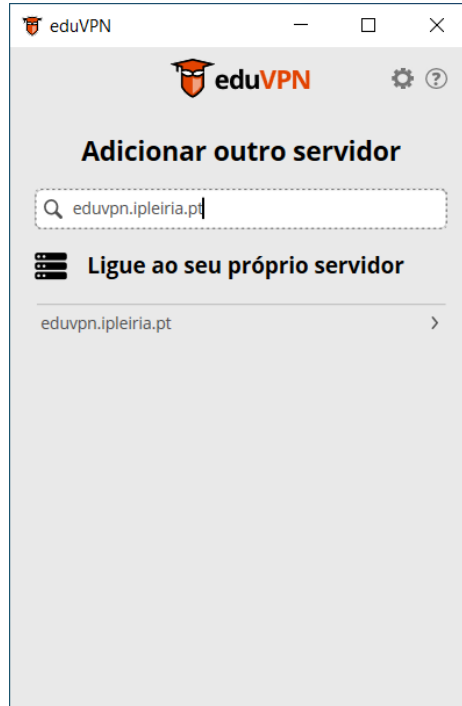 eduVPN
eduVPN
Adicionar outro servidor
eduvpn.ipleiria.pt
Ligue ao seu próprio servidor
eduvpn.ipleiria.pt